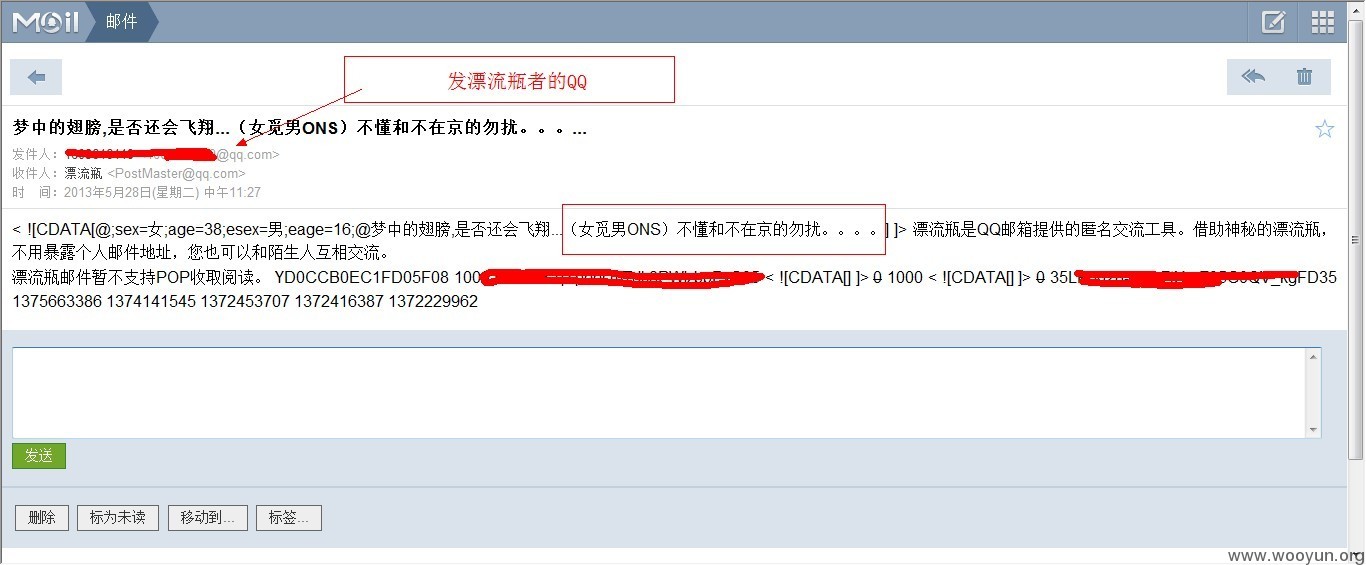 MAil 邮件
发漂流瓶者的QQ
梦中的翅膀,是否还会飞翔...（女觅男ONS）不懂和不在京的勿扰。。。...
发件人： @qq.com>
收件人：漂流瓶 <PostMaster@qq.com>
时 间：2013年5月28日(星期二) 中午11:27
< ![CDATA[@;sex=女;age=38;esex=男;eage=16;@梦中的翅膀,是否还会飞翔...（女觅男ONS）不懂和不在京的勿扰。。。。] ]> 漂流瓶是QQ邮箱提供的匿名交流工具。借助神秘的漂流瓶，
不用暴露个人邮件地址，您也可以和陌生人互相交流。
漂流瓶邮件暂不支持POP收取阅读。 YD0CCB0EC1FD05F08 100 < ![CDATA[] ]> 0 1000 < ![CDATA[] ]> 0 35L FD35
1375663386 1374141545 1372453707 1372416387 1372229962
发送
删除 标为未读 移动到... 标签...
www.wooyun.org